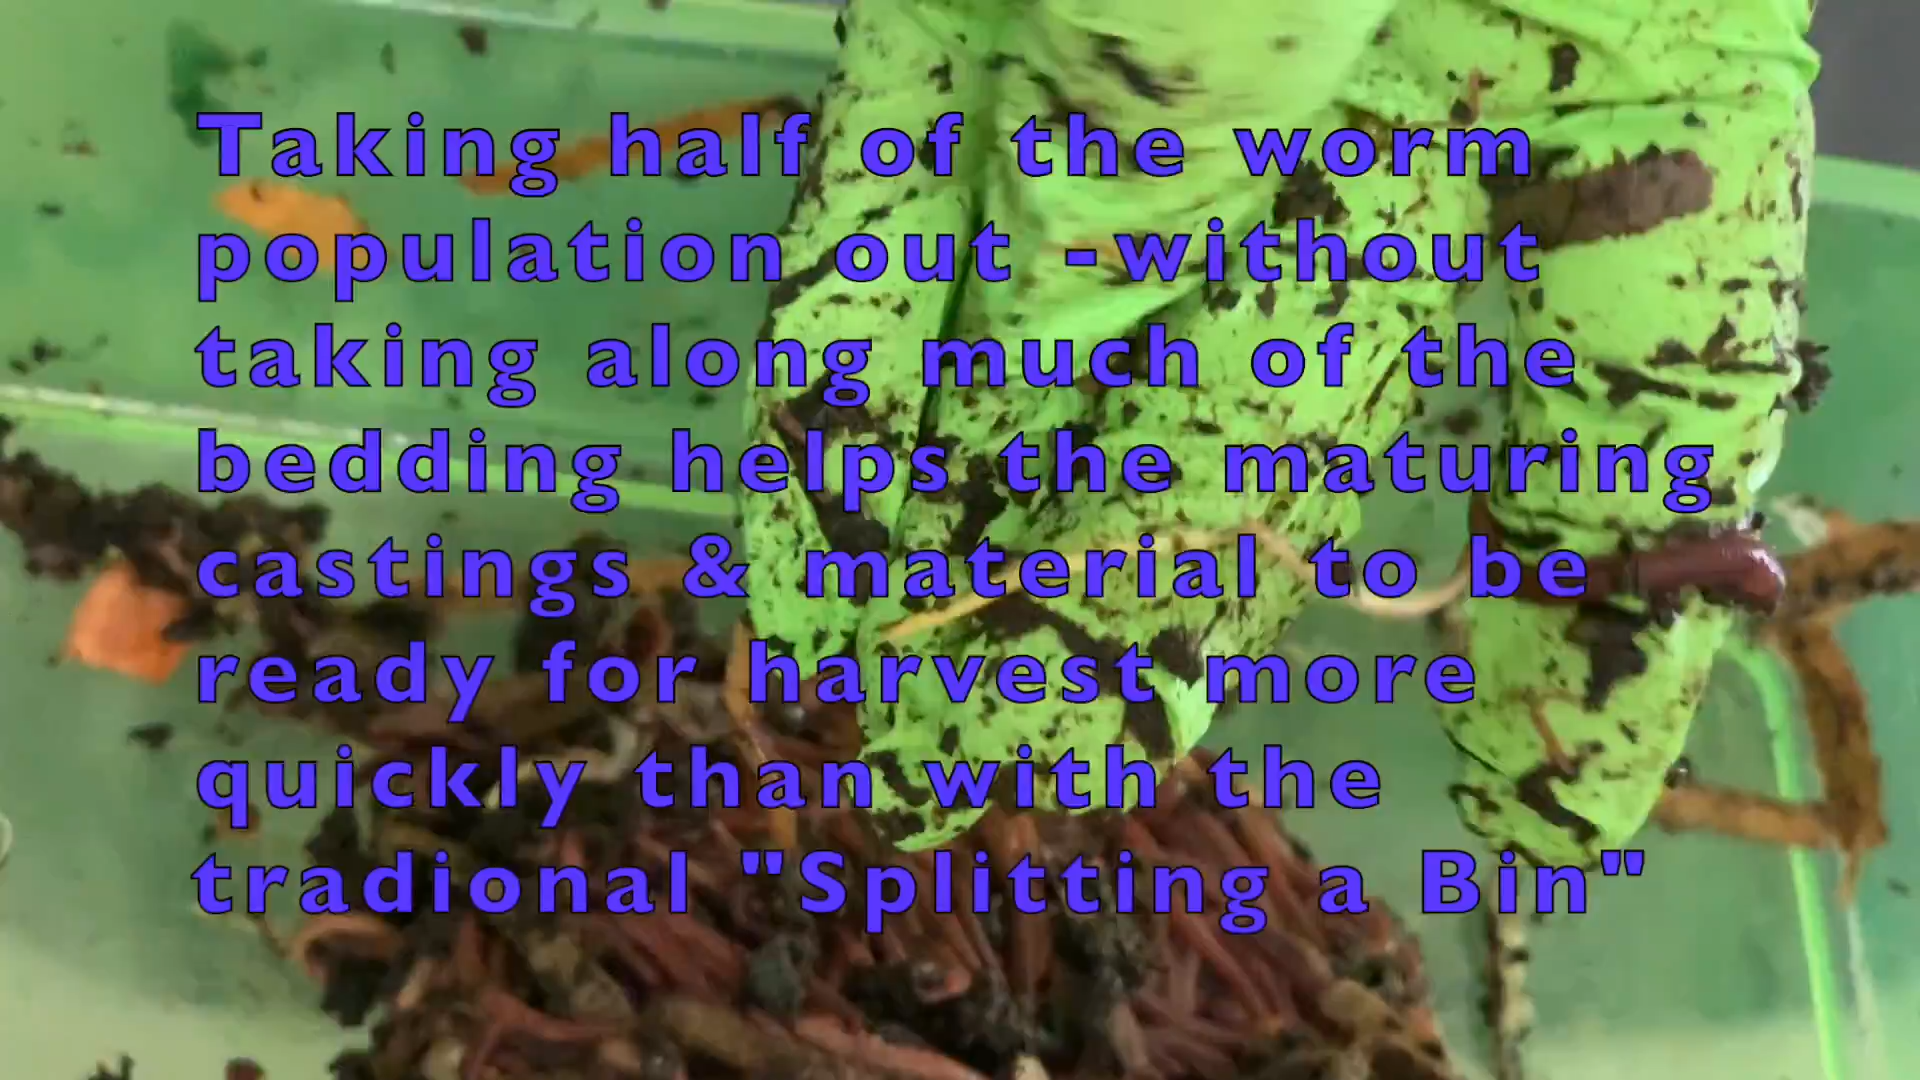 Taking half of the worm
population out -without
taking along much of the
bedding helps the maturing
castings & material to be
ready for harvest more
quickly than with the
tradional "Splitting a Bin"